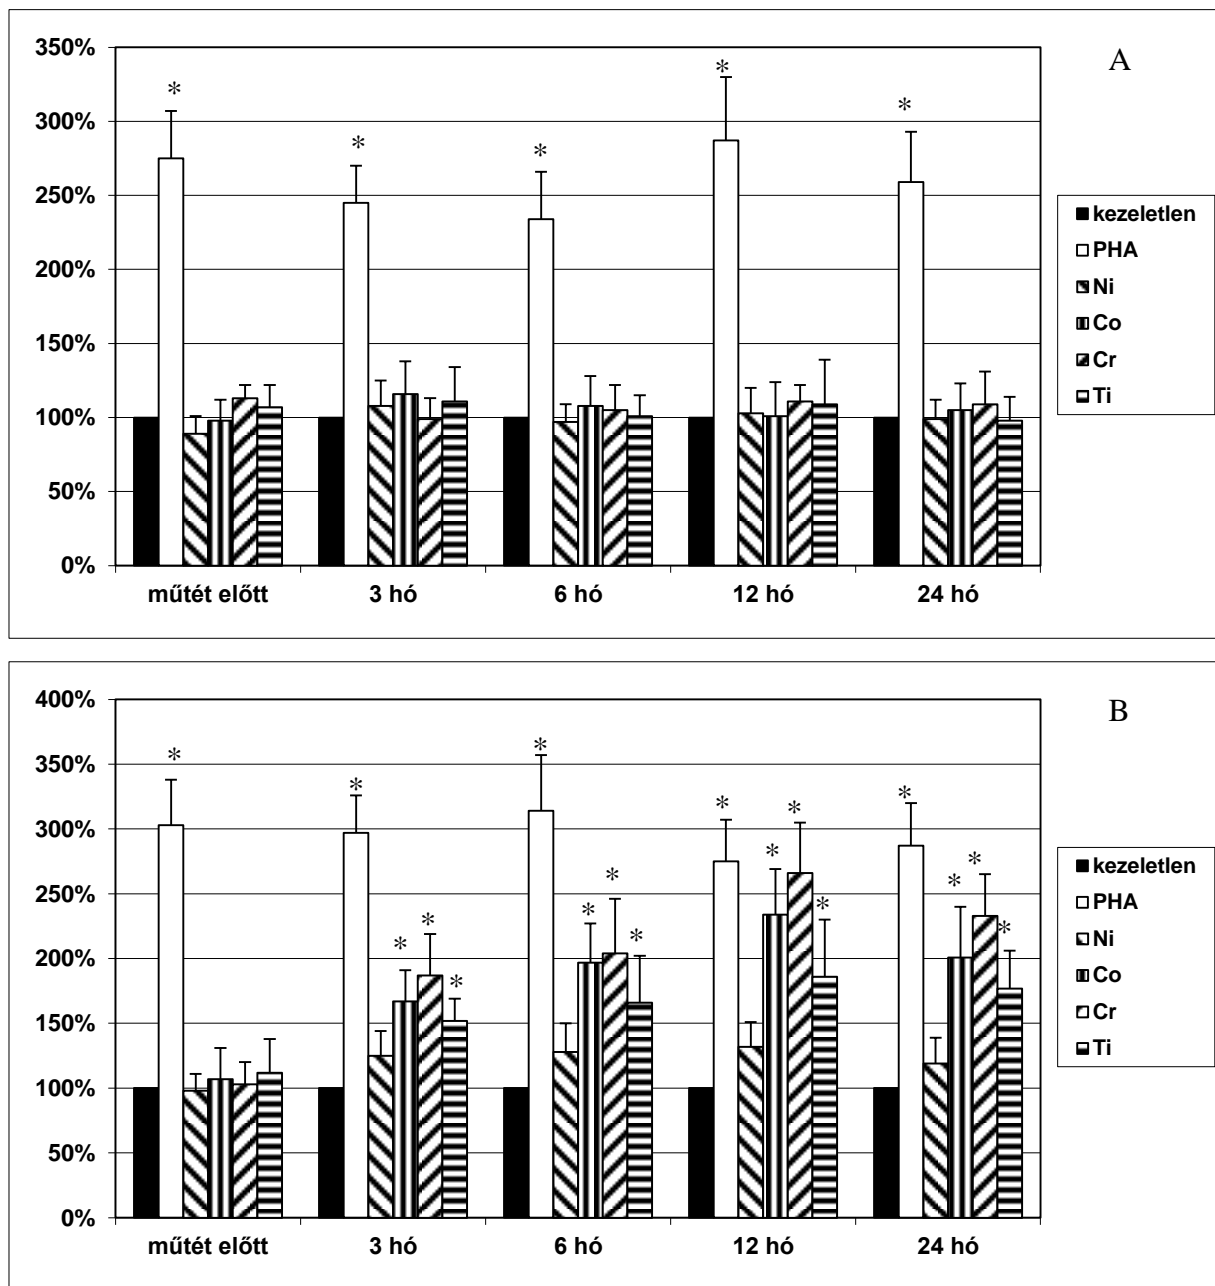 A
350%
300%
250%
200%
150%
100%
50%
0%
* * * * *
műtét előtt 3 hó 6 hó 12 hó 24 hó
kezeletlen
PHA
Ni
Co
Cr
Ti
B
400%
350%
300%
250%
200%
150%
100%
50%
0%
* * * * * * * * * * * * * * * * *
műtét előtt 3 hó 6 hó 12 hó 24 hó
kezeletlen
PHA
Ni
Co
Cr
Ti